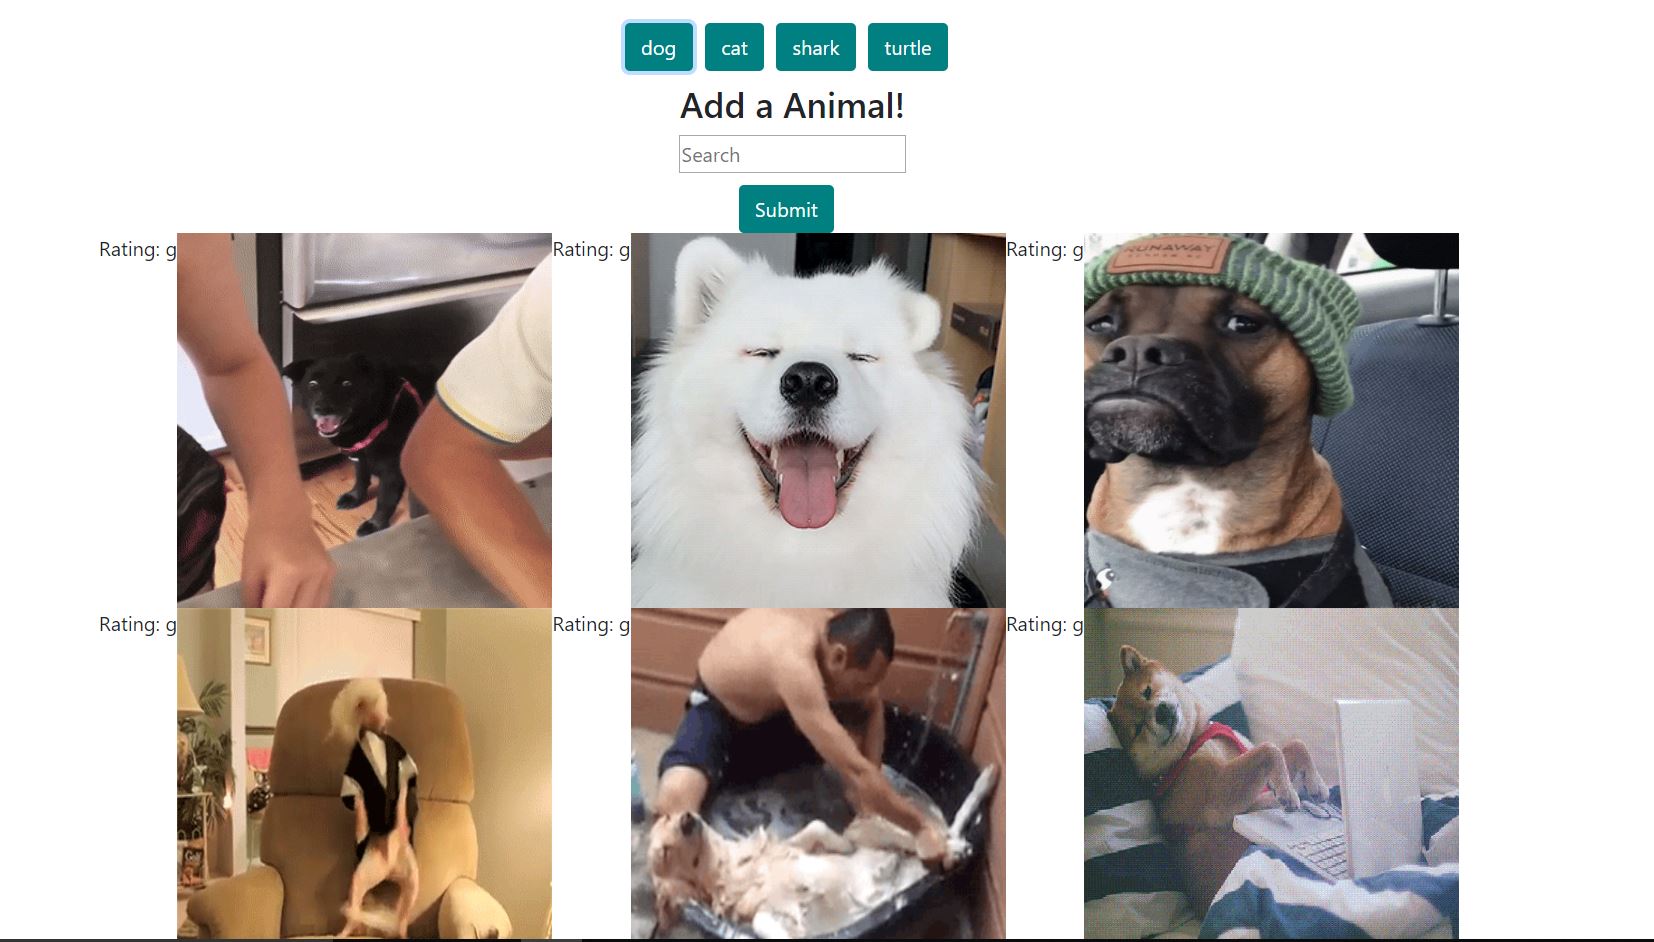 dog cat shark turtle
Add a Animal!
Search
Submit
Rating: g Rating: g Rating: g
RUNAWAY
Rating: g Rating: g Rating: g